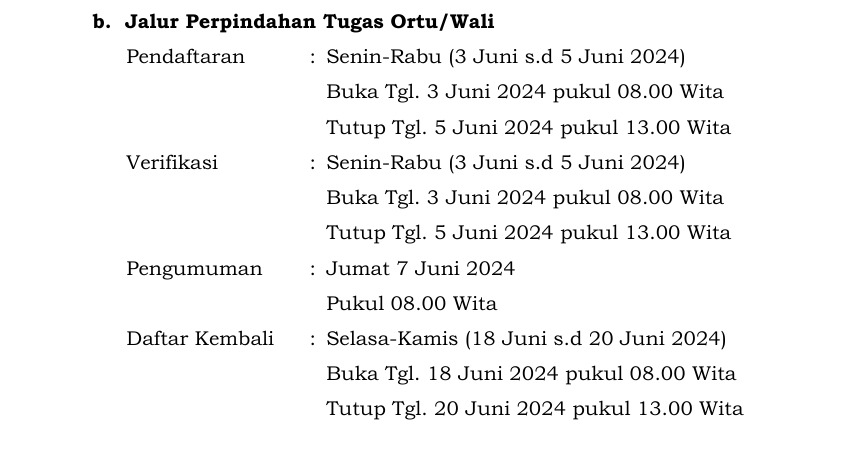 b. Jalur Perpindahan Tugas Ortu/Wali
Pendaftaran : Senin-Rabu (3 Juni s.d 5 Juni 2024)
Buka Tgl. 3 Juni 2024 pukul 08.00 Wita
Tutup Tgl. 5 Juni 2024 pukul 13.00 Wita
Verifikasi : Senin-Rabu (3 Juni s.d 5 Juni 2024)
Buka Tgl. 3 Juni 2024 pukul 08.00 Wita
Tutup Tgl. 5 Juni 2024 pukul 13.00 Wita
Pengumuman : Jumat 7 Juni 2024
Pukul 08.00 Wita
Daftar Kembali : Selasa-Kamis (18 Juni s.d 20 Juni 2024)
Buka Tgl. 18 Juni 2024 pukul 08.00 Wita
Tutup Tgl. 20 Juni 2024 pukul 13.00 Wita